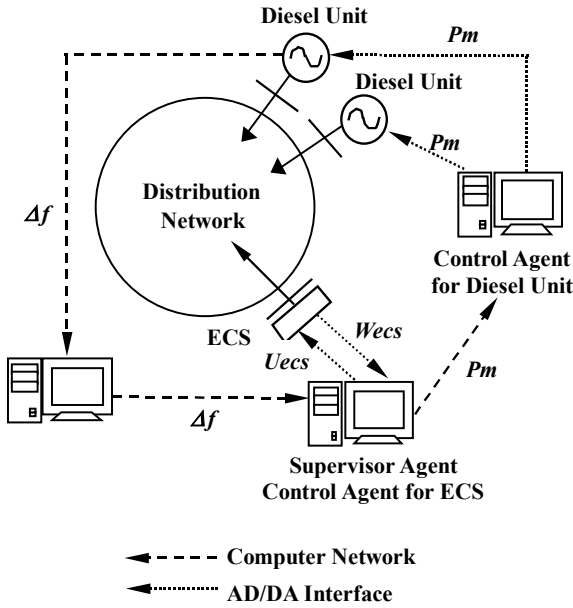 Diesel Unit
Pm
Diesel Unit
Pm
Distribution
Network
Δf
Control Agent
for Diesel Unit
ECS
Wecs
Uecs
Pm
Δf
Supervisor Agent
Control Agent for ECS
Computer Network
AD/DA Interface